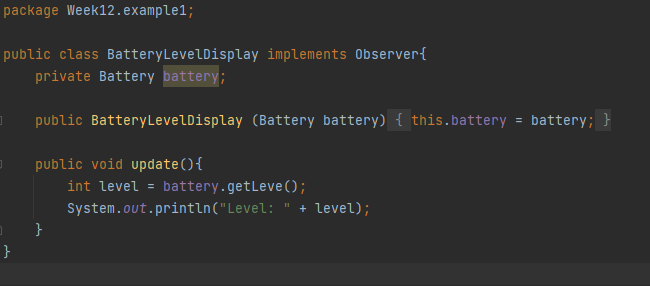 package Week12.example1;
public class BatteryLevelDisplay implements Observer{
private Battery battery;
public BatteryLevelDisplay (Battery battery) { this.battery = battery; }
public void update(){
int level = battery.getLeve();
System.out.println("Level: " + level);
}
}